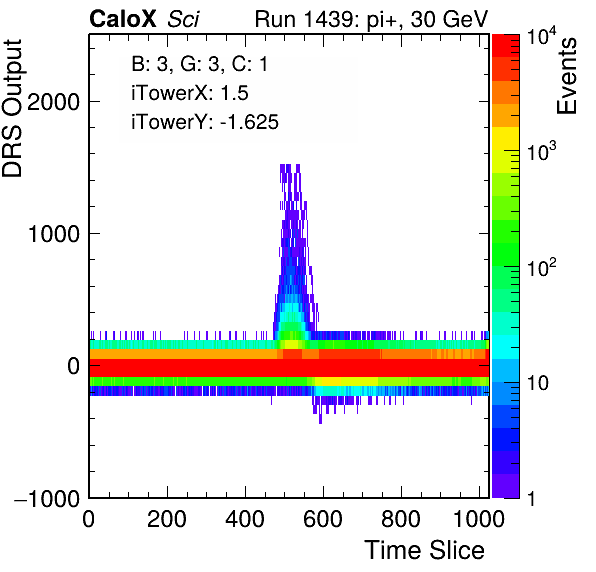 CaloX Sci Run 1439: pi+, 30 GeV
B: 3, G: 3, C: 1
iTowerX: 1.5
iTowerY: -1.625
DRS Output
2000
1000
0
−1000
0 200 400 600 800 1000
Time Slice
Events
10^4
10^3
10^2
10
1